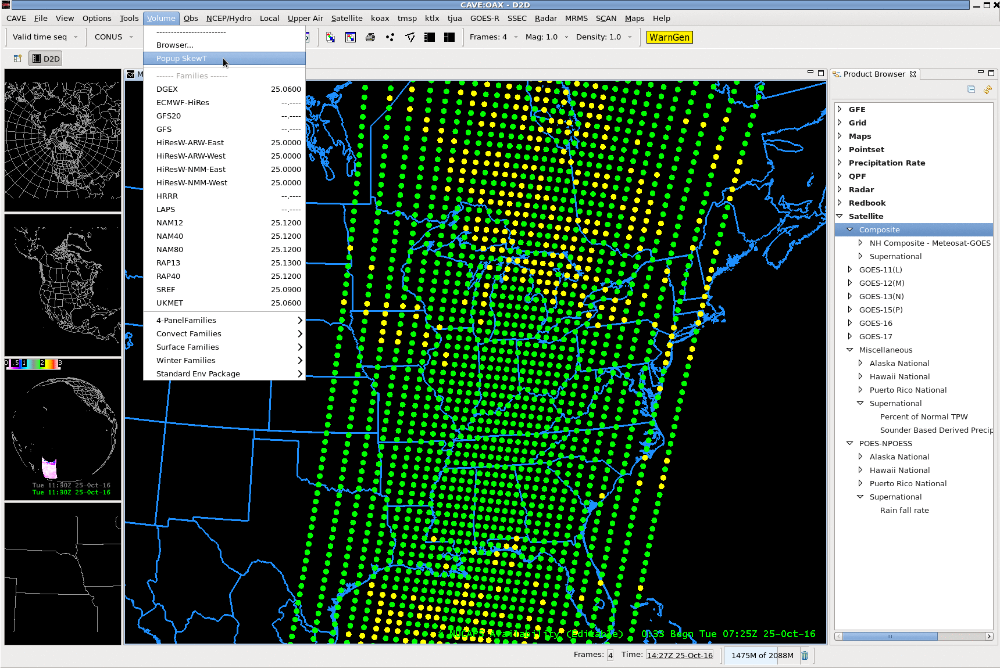 CAVE:OAX - D2D
CAVE File View Options Tools Volume Obs NCEP/Hydro Local Upper Air Satellite koax tmsp ktlx tjua GOES-R SSEC Radar MRMS SCAN Maps Help
Valid time seq CONUS Frames: 4 Mag: 1.0 Density: 1.0 WarnGen
D2D
-------------------------
Browser...
Popup SkewT
------ Families ------
DGEX 25.0600
ECMWF-HiRes --.----
GFS20 --.----
GFS --.----
HiResW-ARW-East 25.0000
HiResW-ARW-West 25.0000
HiResW-NMM-East 25.0000
HiResW-NMM-West 25.0000
HRRR --.----
LAPS --.----
NAM12 25.1200
NAM40 25.1200
NAM80 25.1200
RAP13 25.1300
RAP40 25.1200
SREF 25.0900
UKMET 25.0600
4-PanelFamilies
Convect Families
Surface Families
Winter Families
Standard Env Package
0 .5 1 2 3
Tue 11:30Z 25-Oct-16
Tue 11:30Z 25-Oct-16
NUCAPS Availability (Editable) 0:33 Begn Tue 07:25Z 25-Oct-16
Product Browser
GFE
Grid
Maps
Pointset
Precipitation Rate
QPF
Radar
Redbook
Satellite
Composite
NH Composite - Meteosat-GOES
Supernational
GOES-11(L)
GOES-12(M)
GOES-13(N)
GOES-15(P)
GOES-16
GOES-17
Miscellaneous
Alaska National
Hawaii National
Puerto Rico National
Supernational
Percent of Normal TPW
Sounder Based Derived Precip
POES-NPOESS
Alaska National
Hawaii National
Puerto Rico National
Supernational
Rain fall rate
Frames: 4 Time: 14:27Z 25-Oct-16 1475M of 2088M